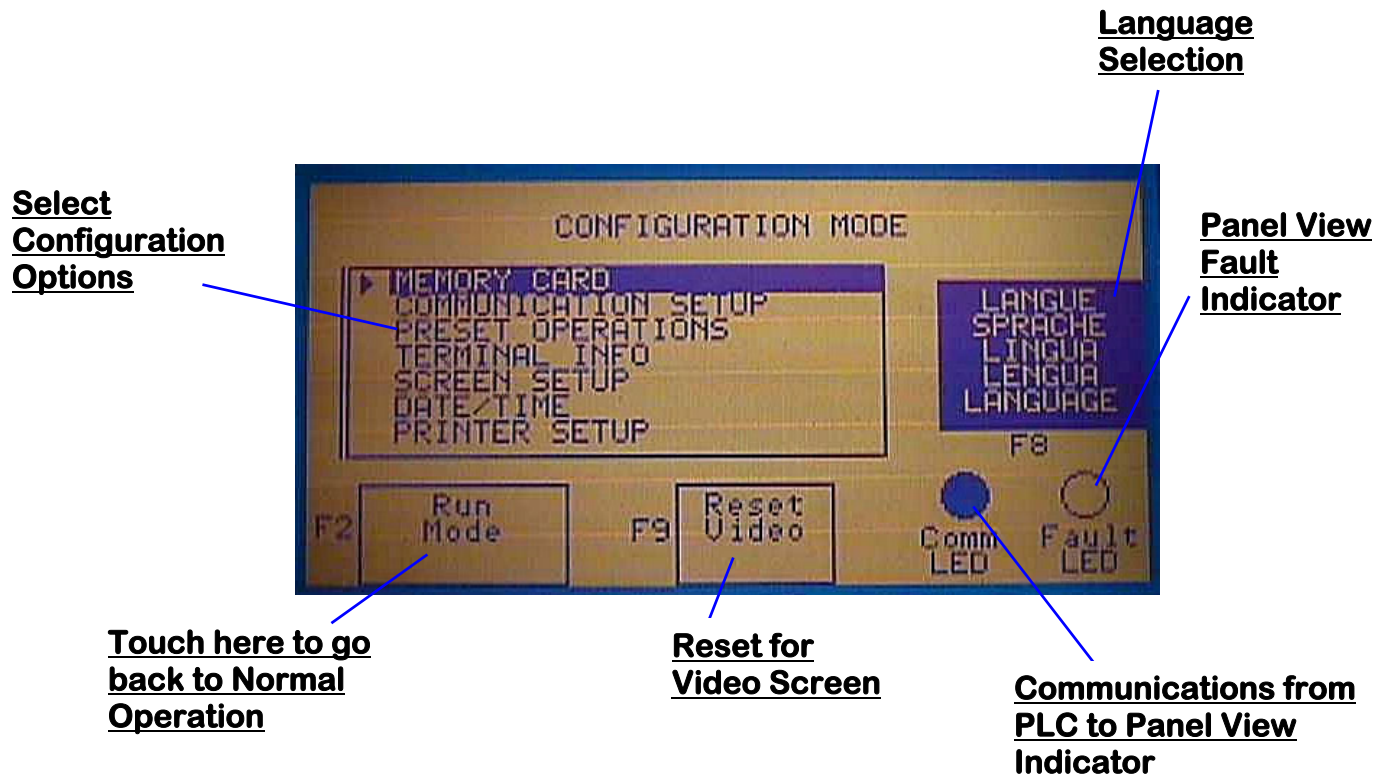 Language
Selection
Select
Configuration
Options
Panel View
Fault
Indicator
CONFIGURATION MODE
MEMORY CARD
COMMUNICATION SETUP
PRESET OPERATIONS
TERMINAL INFO
SCREEN SETUP
DATE/TIME
PRINTER SETUP
LANGUE
SPRACHE
LINGUA
LENGUA
LANGUAGE
F8
F2
Run
Mode
F9
Reset
Video
Comm
LED
Fault
LED
Touch here to go
back to Normal
Operation
Reset for
Video Screen
Communications from
PLC to Panel View
Indicator